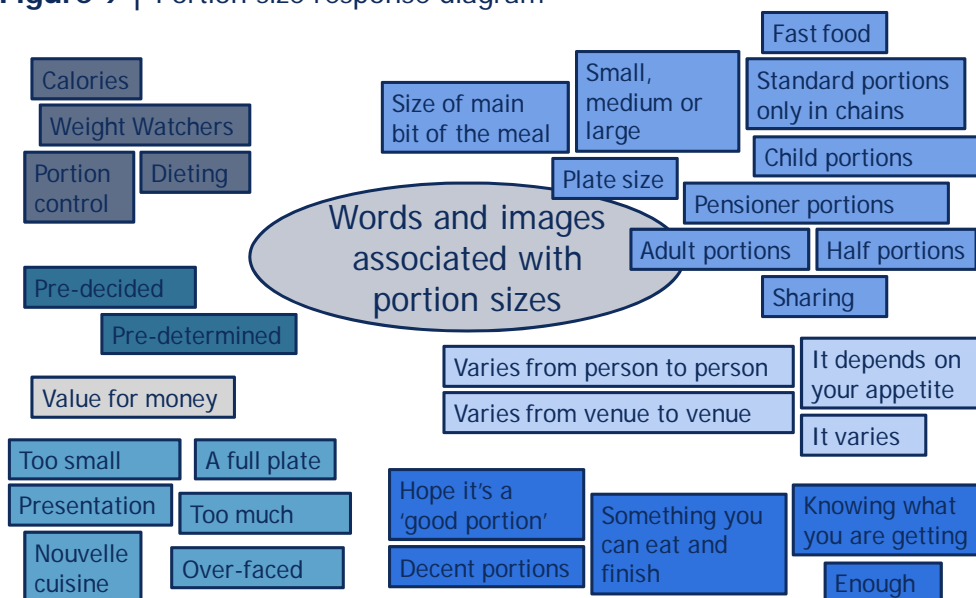 Figure 9 | Portion size response diagram
Calories
Weight Watchers
Portion
control
Dieting
Pre-decided
Pre-determined
Value for money
Too small
A full plate
Presentation
Too much
Nouvelle
cuisine
Over-faced
Words and images
associated with
portion sizes
Fast food
Size of main
bit of the meal
Small,
medium or
large
Standard portions
only in chains
Child portions
Plate size
Pensioner portions
Adult portions
Half portions
Sharing
Varies from person to person
It depends on
your appetite
Varies from venue to venue
It varies
Hope it's a
'good portion'
Decent portions
Something you
can eat and
finish
Knowing what
you are getting
Enough